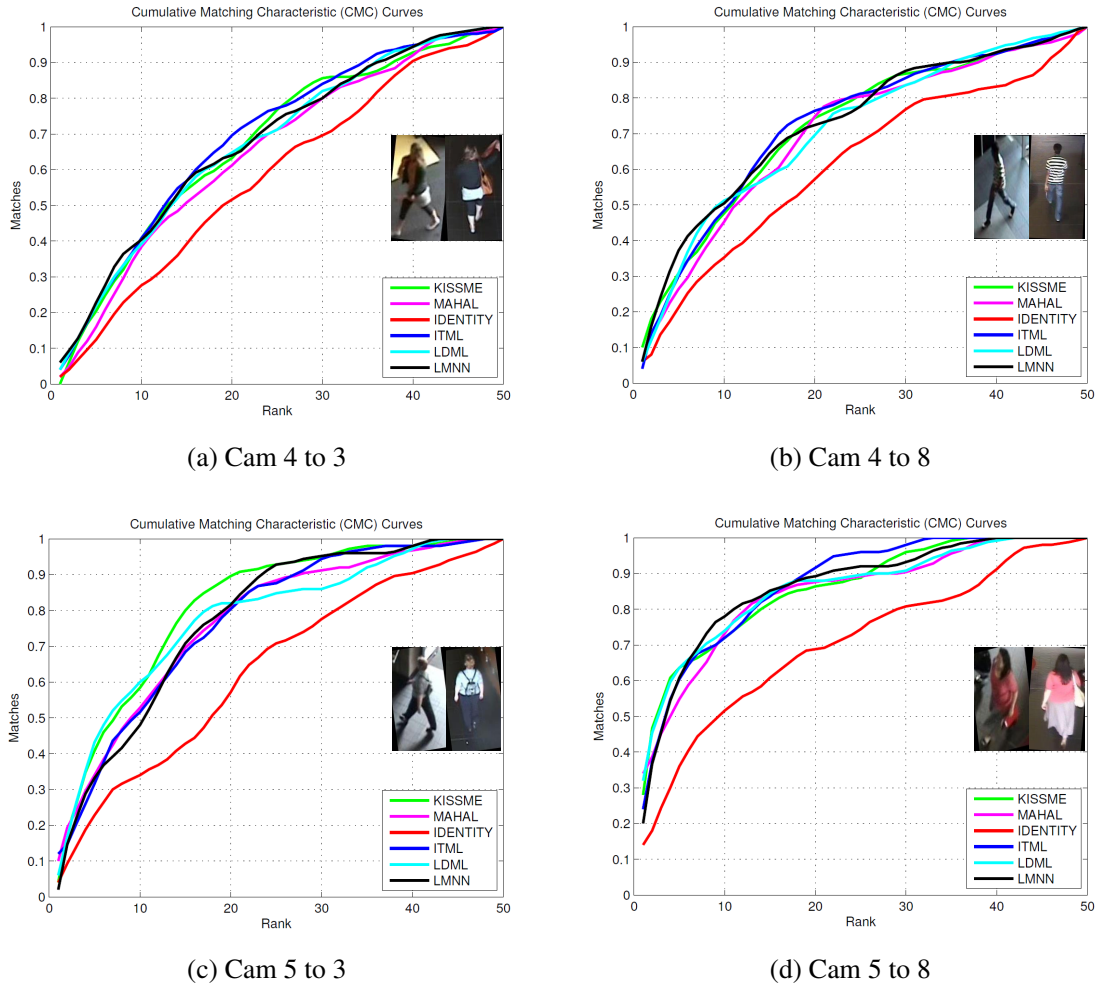 Cumulative Matching Characteristic (CMC) Curves
1
0.9
0.8
0.7
0.6
0.5
0.4
0.3
0.2
0.1
0
Matches
0 10 20 30 40 50
Rank
KISSME
MAHAL
IDENTITY
ITML
LDML
LMNN
(a) Cam 4 to 3
Cumulative Matching Characteristic (CMC) Curves
1
0.9
0.8
0.7
0.6
0.5
0.4
0.3
0.2
0.1
0
Matches
0 10 20 30 40 50
Rank
KISSME
MAHAL
IDENTITY
ITML
LDML
LMNN
(b) Cam 4 to 8
Cumulative Matching Characteristic (CMC) Curves
1
0.9
0.8
0.7
0.6
0.5
0.4
0.3
0.2
0.1
0
Matches
0 10 20 30 40 50
Rank
KISSME
MAHAL
IDENTITY
ITML
LDML
LMNN
(c) Cam 5 to 3
Cumulative Matching Characteristic (CMC) Curves
1
0.9
0.8
0.7
0.6
0.5
0.4
0.3
0.2
0.1
0
Matches
0 10 20 30 40 50
Rank
KISSME
MAHAL
IDENTITY
ITML
LDML
LMNN
(d) Cam 5 to 8